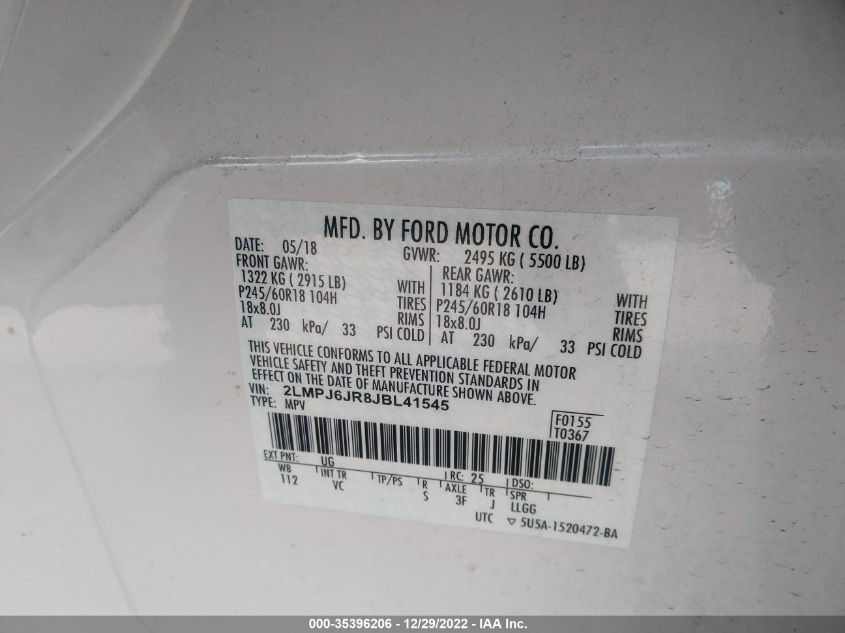 MFD. BY FORD MOTOR CO.
DATE: 05/18 GVWR: 2495 KG ( 5500 LB)
FRONT GAWR: REAR GAWR:
1322 KG ( 2915 LB) WITH 1184 KG ( 2610 LB) WITH
P245/60R18 104H TIRES P245/60R18 104H TIRES
18x8.0J RIMS 18x8.0J RIMS
AT 230 kPa/ 33 PSI COLD AT 230 kPa/ 33 PSI COLD
THIS VEHICLE CONFORMS TO ALL APPLICABLE FEDERAL MOTOR
VEHICLE SAFETY AND THEFT PREVENTION STANDARDS IN
EFFECT ON THE DATE OF MANUFACTURE SHOWN ABOVE.
VIN: 2LMPJ6JR8JBL41545
TYPE: MPV
F0155
T0367
EXT PNT: UG RC: 25 DSO:
WB INT TR TP/PS R AXLE TR SPR
112 VC S 3F J LLGG
UTC ▽ 5U5A-1520472-BA
000-35396206 - 12/29/2022 - IAA Inc.